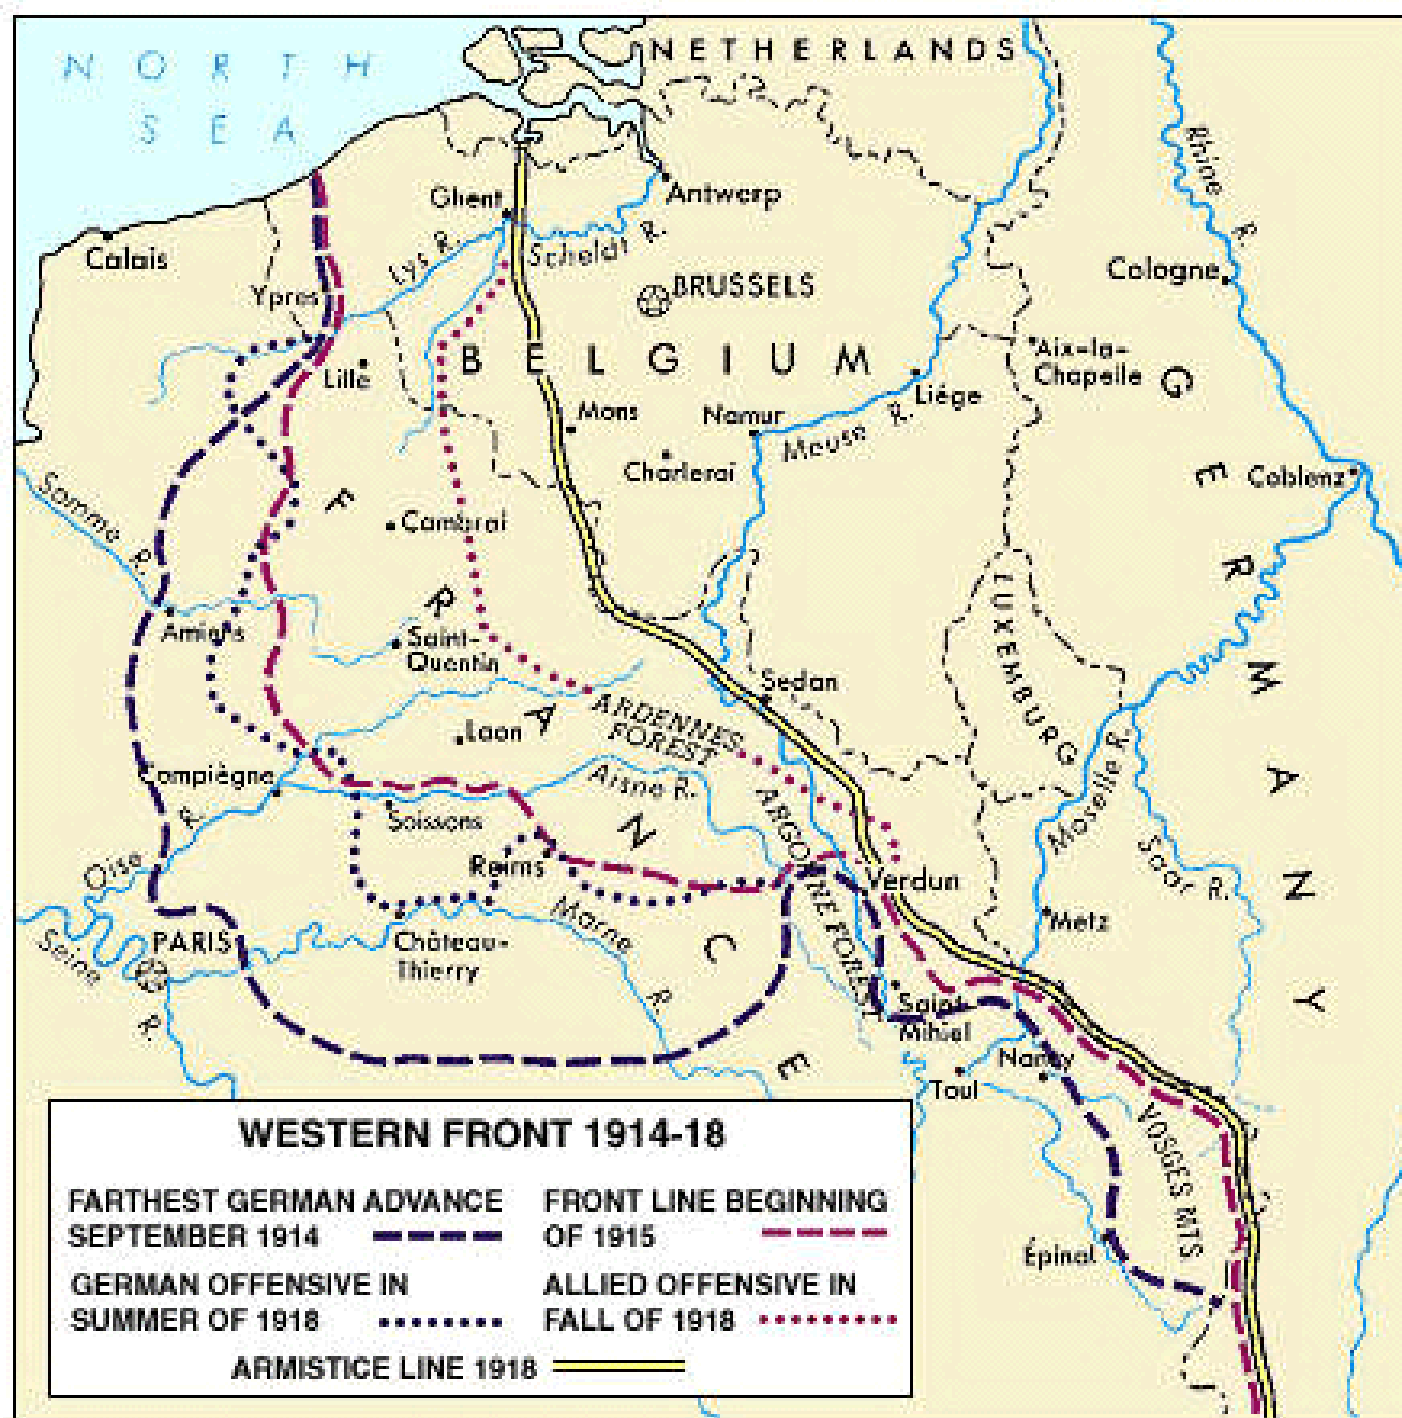 NORTH
SEA
NETHERLANDS
Rhine R.
Ghent
Antwerp
Calais
Lys R.
Scheldt R.
Cologne
Ypres
BRUSSELS
BELGIUM
Lille
Aix-la-
Chapelle
GERMANY
Liége
Mons
Namur
Meuse R.
Charleroi
Coblenz
Somme R.
FRANCE
Cambrai
LUXEMBURG
Amiens
Saint-
Quentin
Sedan
ARDENNES
FOREST
Laon
Moselle R.
Compiègne
Aisne R.
ARGONNE FOREST
Soissons
Saar R.
Oise R.
Reims
Verdun
Marne R.
Metz
Seine R.
PARIS
Château-
Thierry
Saint
Mihiel
Nancy
Toul
VOSGES MTS
Épinal
WESTERN FRONT 1914-18
FARTHEST GERMAN ADVANCE
SEPTEMBER 1914
FRONT LINE BEGINNING
OF 1915
GERMAN OFFENSIVE IN
SUMMER OF 1918
ALLIED OFFENSIVE IN
FALL OF 1918
ARMISTICE LINE 1918